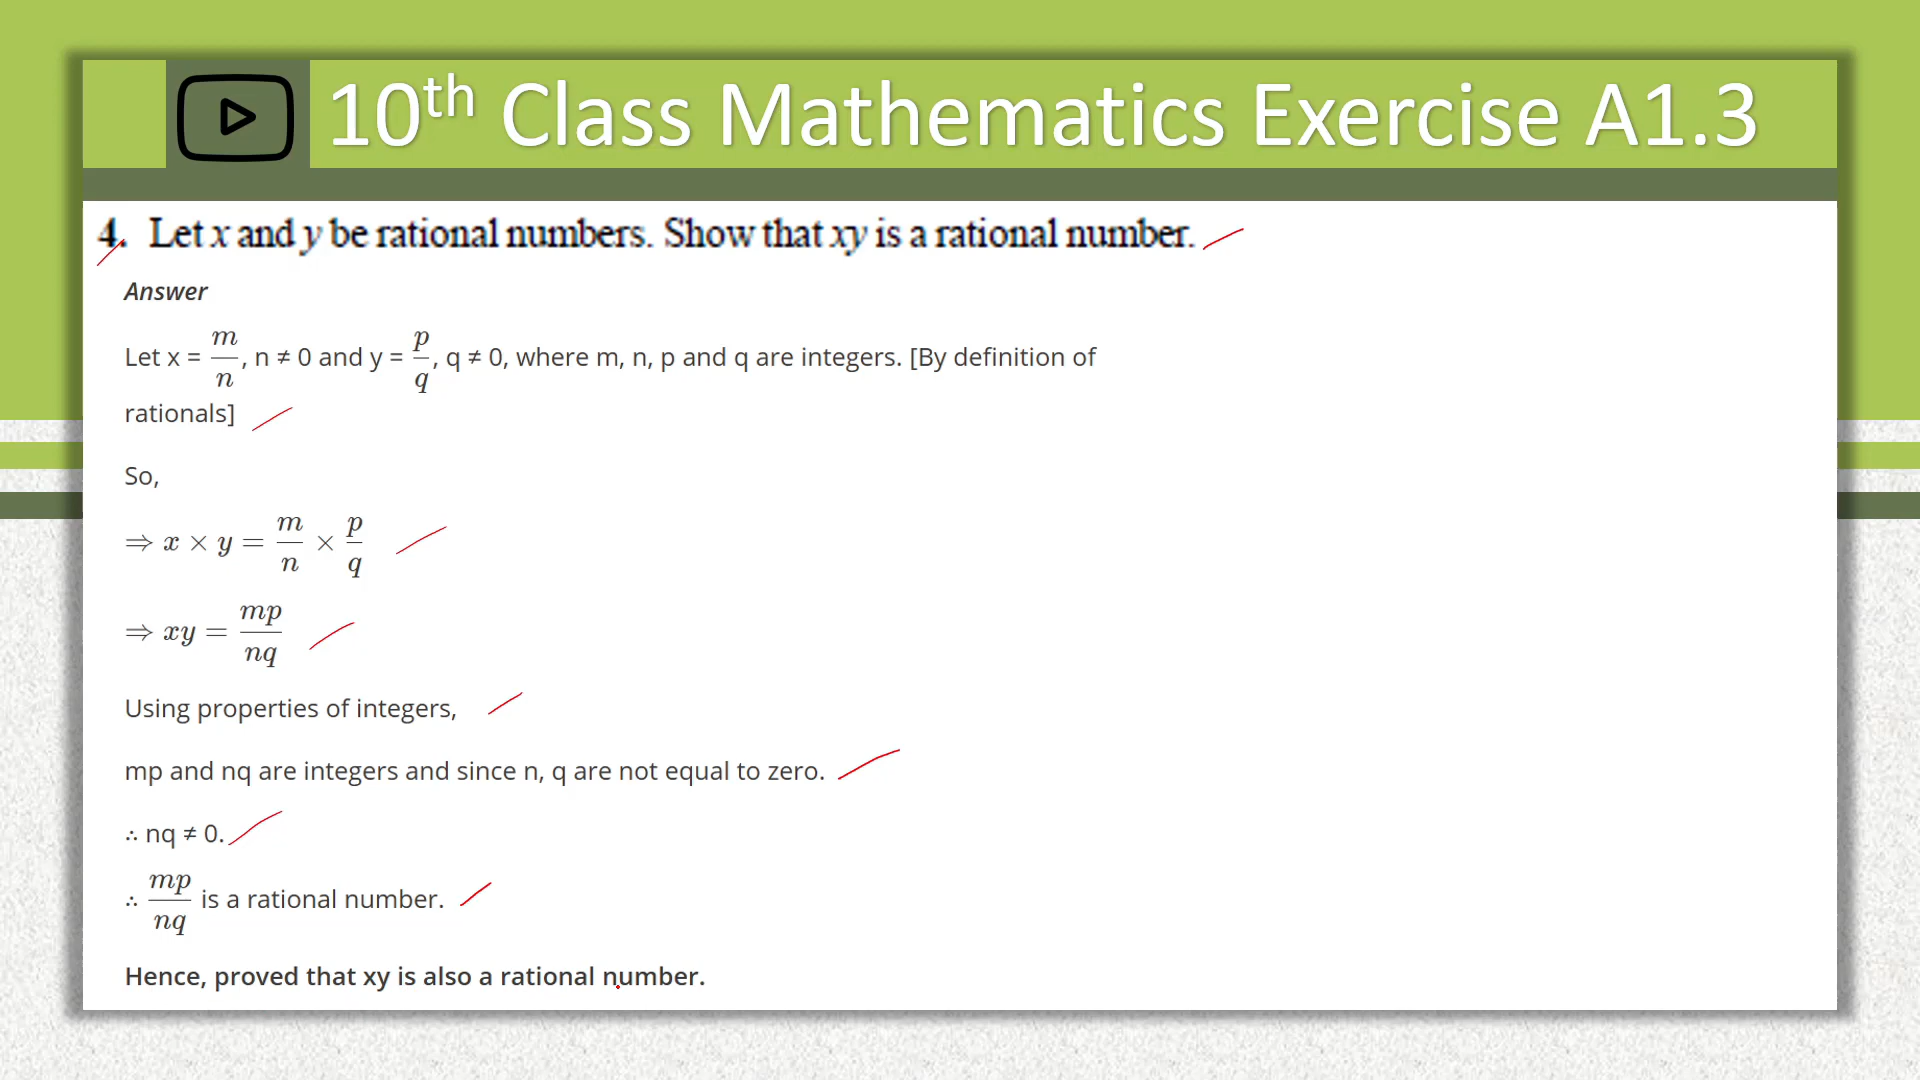 10th Class Mathematics Exercise A1.3
4. Let x and y be rational numbers. Show that xy is a rational number.
Answer
Let x = m/n, n ≠ 0 and y = p/q, q ≠ 0, where m, n, p and q are integers. [By definition of
rationals]
So,
⇒ x × y = m/n × p/q
⇒ xy = mp/nq
Using properties of integers,
mp and nq are integers and since n, q are not equal to zero.
∴ nq ≠ 0.
∴ mp/nq is a rational number.
Hence, proved that xy is also a rational number.